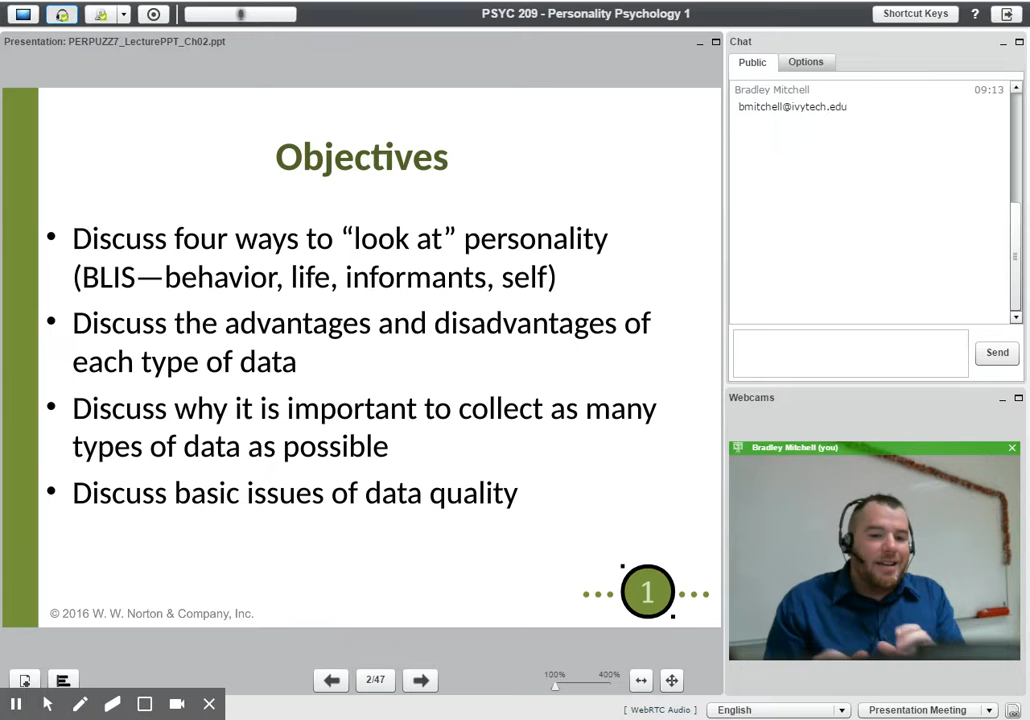 PSYC 209 - Personality Psychology 1
Shortcut Keys
?
Presentation: PERPUZZ7_LecturePPT_Ch02.ppt
Objectives
• Discuss four ways to “look at” personality
(BLIS—behavior, life, informants, self)
• Discuss the advantages and disadvantages of
each type of data
• Discuss why it is important to collect as many
types of data as possible
• Discuss basic issues of data quality
1
© 2016 W. W. Norton & Company, Inc.
2/47
100%
400%
Chat
Public
Options
Bradley Mitchell
09:13
bmitchell@ivytech.edu
Send
Webcams
Bradley Mitchell (you)
[ WebRTC Audio ]
English
Presentation Meeting